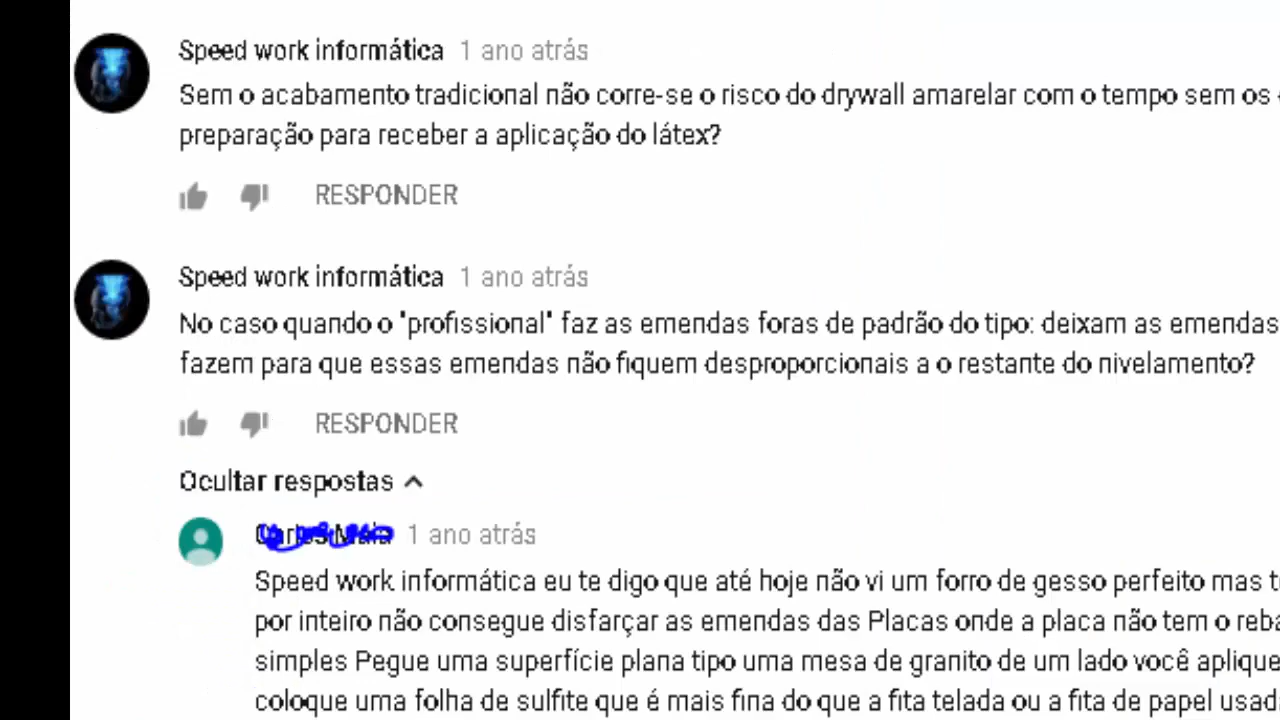 Speed work informática 1 ano atrás
Sem o acabamento tradicional não corre-se o risco do drywall amarelar com o tempo sem os
preparação para receber a aplicação do látex?
RESPONDER
Speed work informática 1 ano atrás
No caso quando o "profissional" faz as emendas foras de padrão do tipo: deixam as emendas
fazem para que essas emendas não fiquem desproporcionais a o restante do nivelamento?
RESPONDER
Ocultar respostas
1 ano atrás
Speed work informática eu te digo que até hoje não vi um forro de gesso perfeito mas
por inteiro não consegue disfarçar as emendas das Placas onde a placa não tem o
simples Pegue uma superfície plana tipo uma mesa de granito de um lado você aplique
coloque uma folha de sulfite que é mais fina do que a fita telada ou a fita de papel